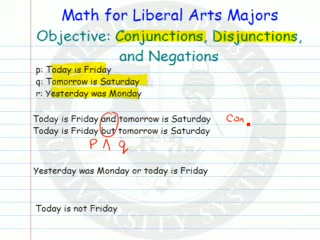 Math for Liberal Arts Majors
Objective: Conjunctions, Disjunctions,
and Negations
p: Today is Friday
q: Tomorrow is Saturday
r: Yesterday was Monday
Today is Friday and tomorrow is Saturday Con
Today is Friday but tomorrow is Saturday
P ∧ q
Yesterday was Monday or today is Friday
Today is not Friday
UNIVERSITY SYSTEM